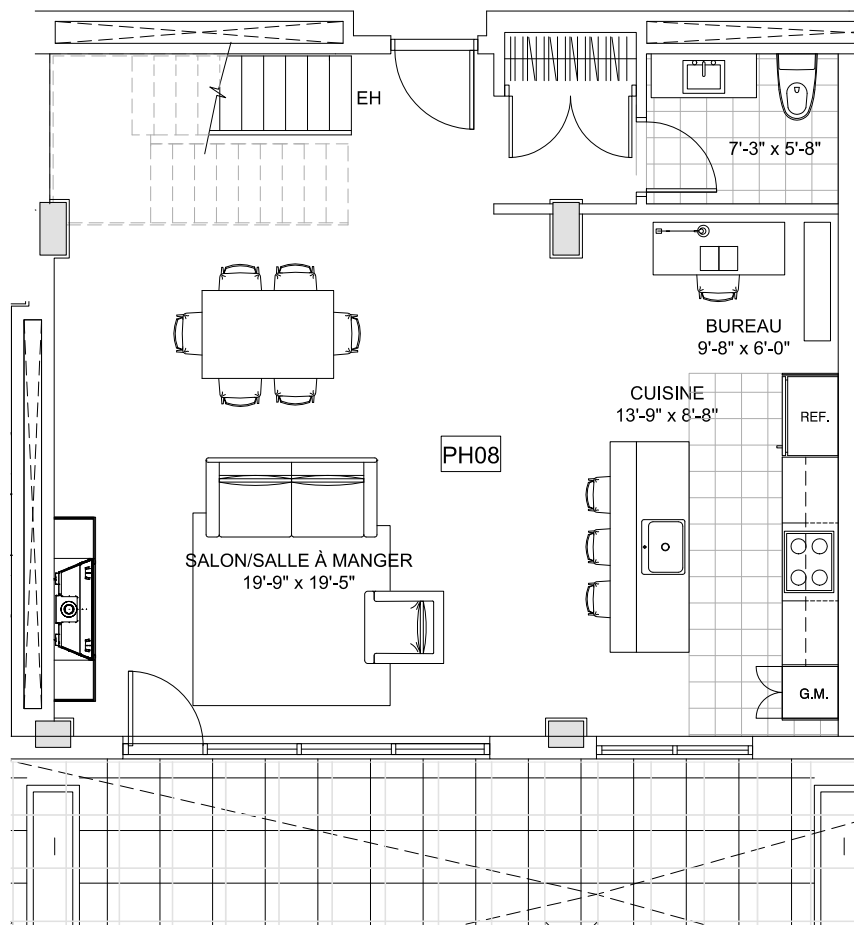 EH
7'-3" x 5'-8"
BUREAU
9'-8" x 6'-0"
CUISINE
13'-9" x 8'-8"
REF.
PH08
SALON/SALLE À MANGER
19'-9" x 19'-5"
G.M.